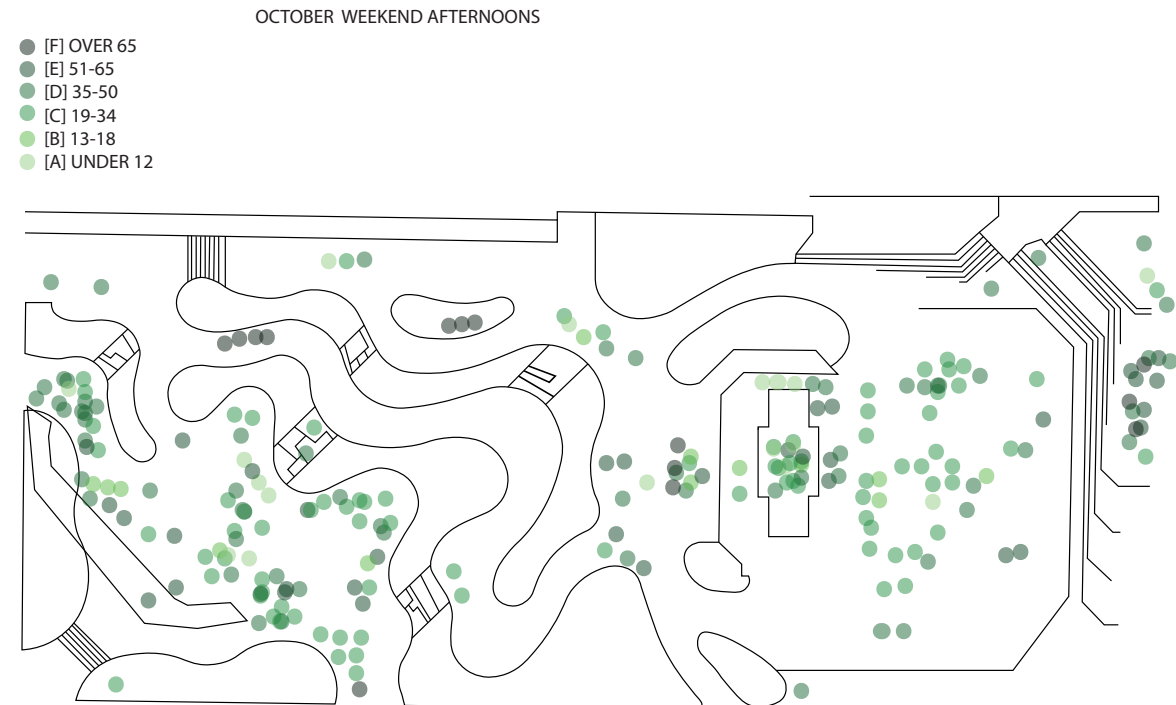 OCTOBER WEEKEND AFTERNOONS
[F] OVER 65
[E] 51-65
[D] 35-50
[C] 19-34
[B] 13-18
[A] UNDER 12